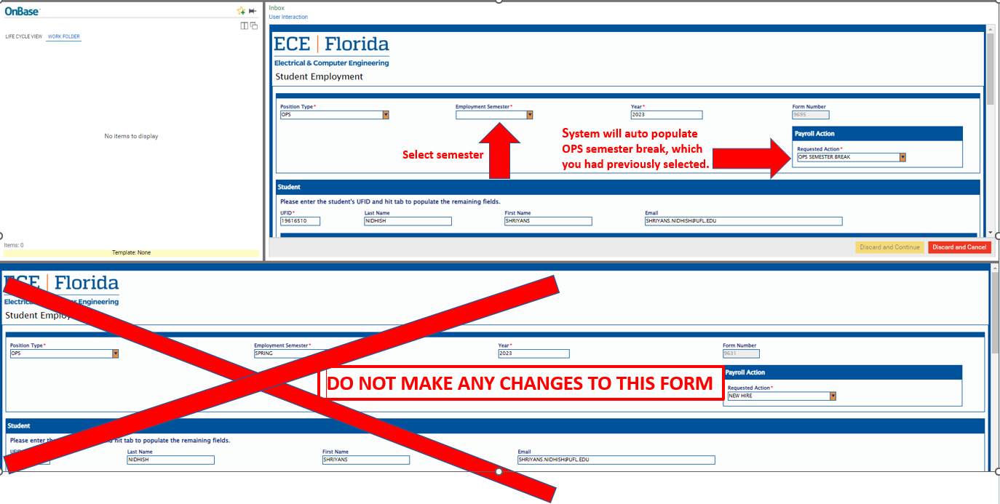 OnBase
LIFE CYCLE VIEW WORK FOLDER
No items to display
Items: 0
Template: None
Inbox
User Interaction
ECE | Florida
Electrical & Computer Engineering
Student Employment
Position Type* Employment Semester* Year* Form Number
OPS 2023 9695
Payroll Action
Requested Action*
OPS SEMESTER BREAK
Select semester
System will auto populate
OPS semester break, which
you had previously selected.
Student
Please enter the student's UFID and hit tab to populate the remaining fields.
UFID* Last Name First Name Email
19616510 NIDHISH SHRIYANS SHRIYANS.NIDHISH@UFL.EDU
Discard and Continue Discard and Cancel
ECE | Florida
Electrical & Computer Engineering
Student Employment
Position Type* Employment Semester* Year* Form Number
OPS SPRING 2023 9631
DO NOT MAKE ANY CHANGES TO THIS FORM
Payroll Action
Requested Action*
NEW HIRE
Student
Please enter the hit tab to populate the remaining fields.
UFID Last Name First Name Email
NIDHISH SHRIYANS SHRIYANS.NIDHISH@UFL.EDU